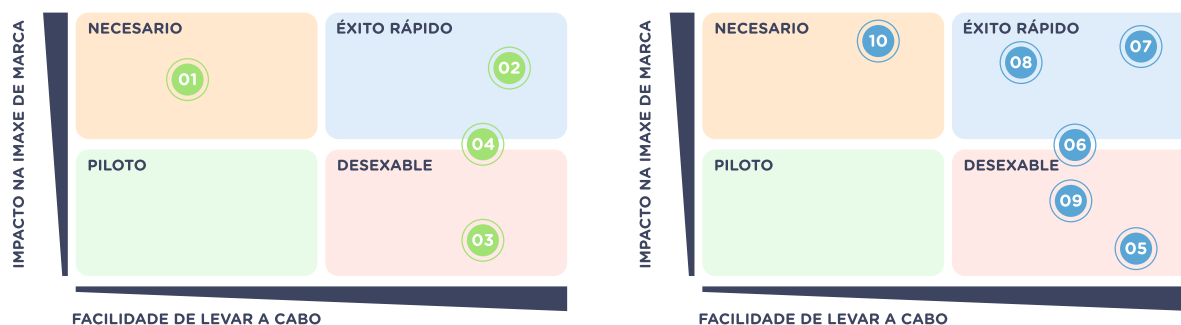 IMPACTO NA IMAXE DE MARCA
NECESARIO
ÉXITO RÁPIDO
01
02
04
PILOTO
DESEXABLE
03
FACILIDADE DE LEVAR A CABO
IMPACTO NA IMAXE DE MARCA
NECESARIO
10
ÉXITO RÁPIDO
07
08
06
PILOTO
DESEXABLE
09
05
FACILIDADE DE LEVAR A CABO